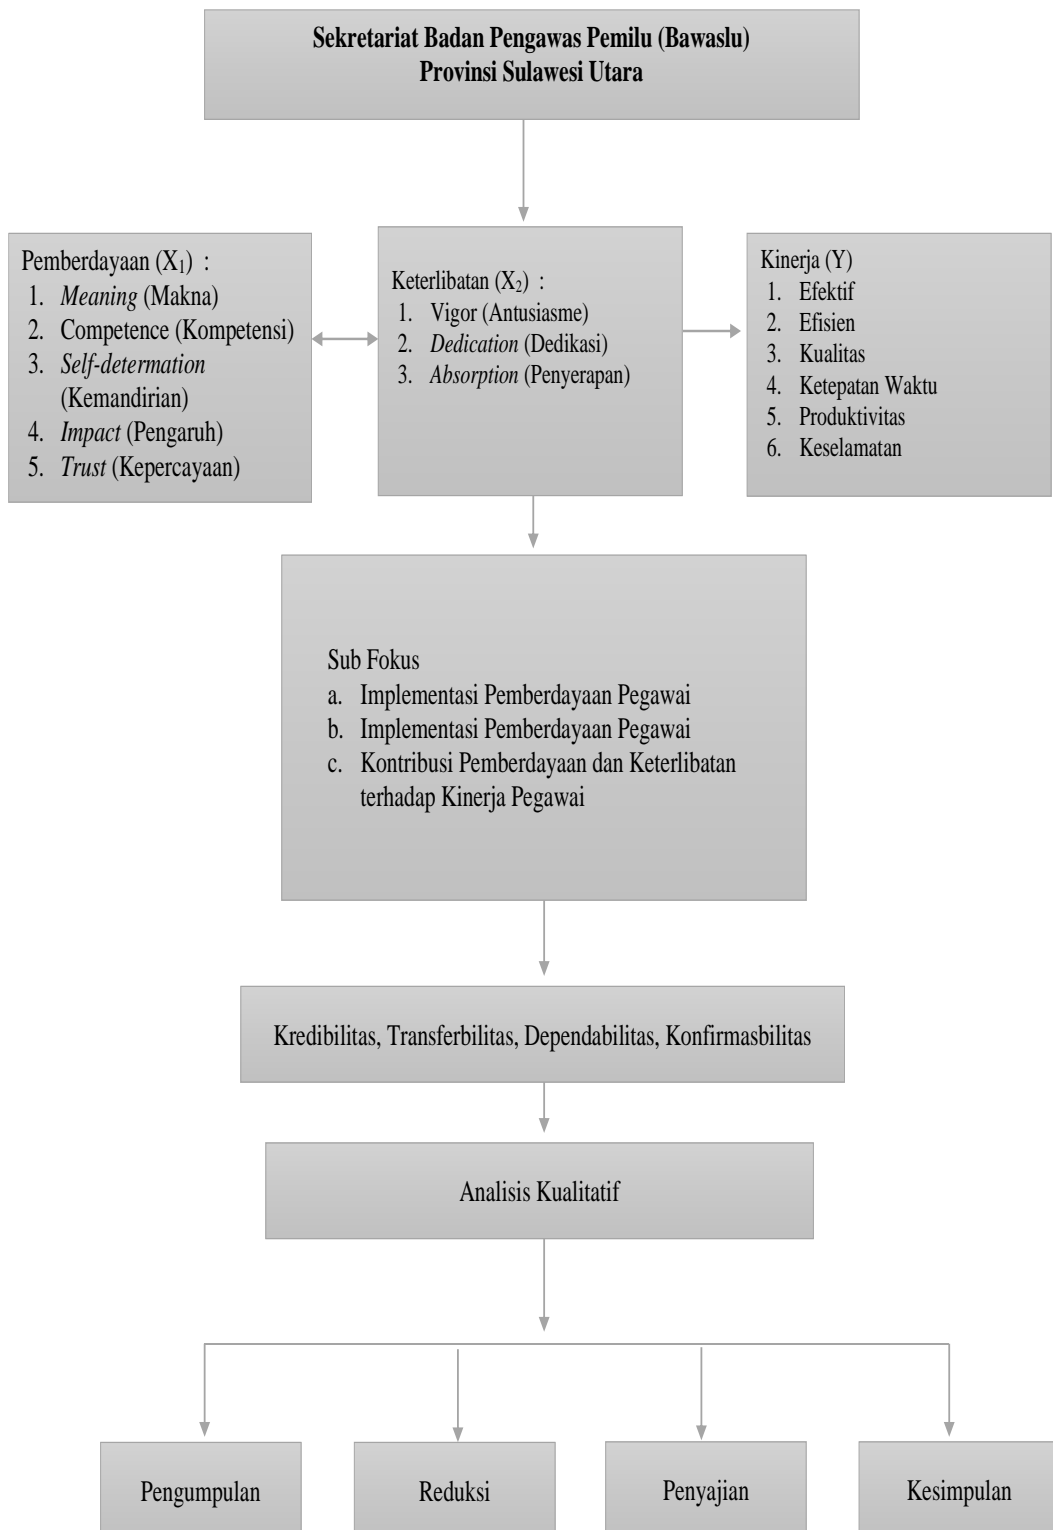 Sekretariat Badan Pengawas Pemilu (Bawaslu)
Provinsi Sulawesi Utara
Pemberdayaan (X₁) :
1. Meaning (Makna)
2. Competence (Kompetensi)
3. Self-determation
(Kemandirian)
4. Impact (Pengaruh)
5. Trust (Kepercayaan)
Keterlibatan (X₂) :
1. Vigor (Antusiasme)
2. Dedication (Dedikasi)
3. Absorption (Penyerapan)
Kinerja (Y)
1. Efektif
2. Efisien
3. Kualitas
4. Ketepatan Waktu
5. Produktivitas
6. Keselamatan
Sub Fokus
a. Implementasi Pemberdayaan Pegawai
b. Implementasi Pemberdayaan Pegawai
c. Kontribusi Pemberdayaan dan Keterlibatan
terhadap Kinerja Pegawai
Kredibilitas, Transferbilitas, Dependabilitas, Konfirmasbilitas
Analisis Kualitatif
Pengumpulan
Reduksi
Penyajian
Kesimpulan